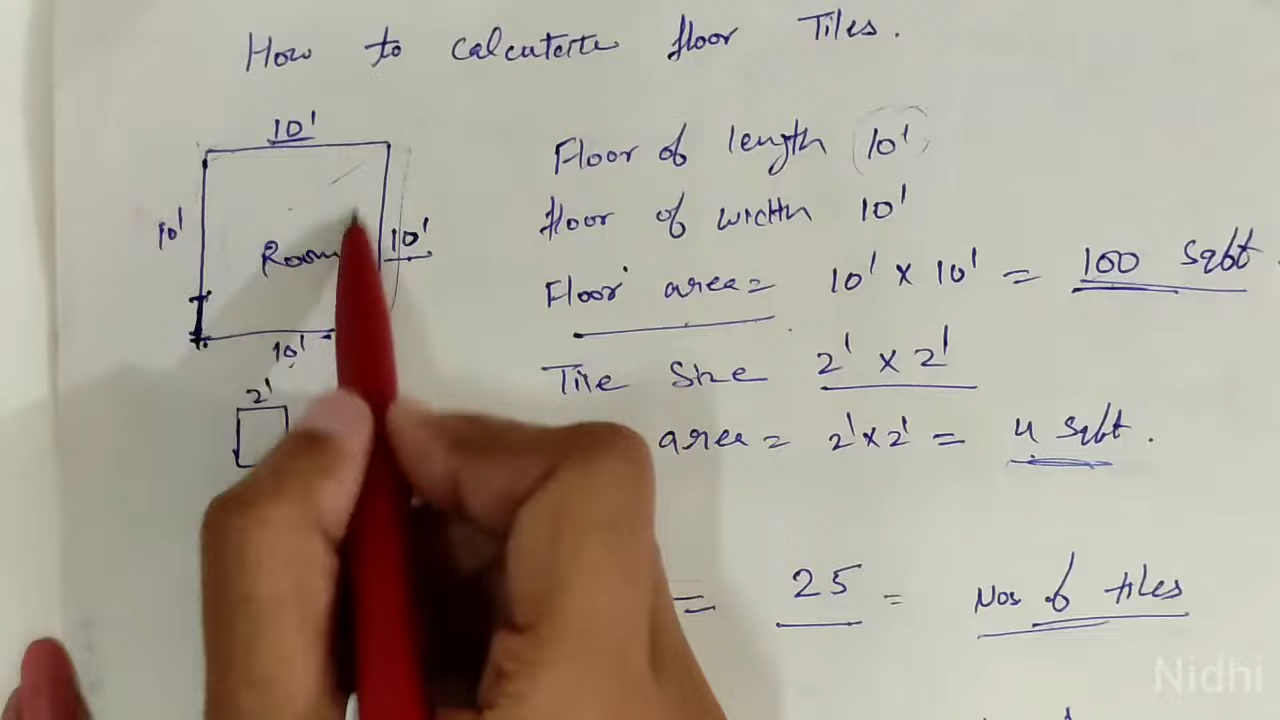 How to calculate floor Tiles.
10'
10'
Room
10'
10'
2'
Floor of length 10'
floor of width 10'
Floor area = 10' x 10' = 100 Sqft
Tile Size 2' x 2'
area = 2' x 2' = 4 Sqft.
= 25 = Nos of tiles
Nidhi